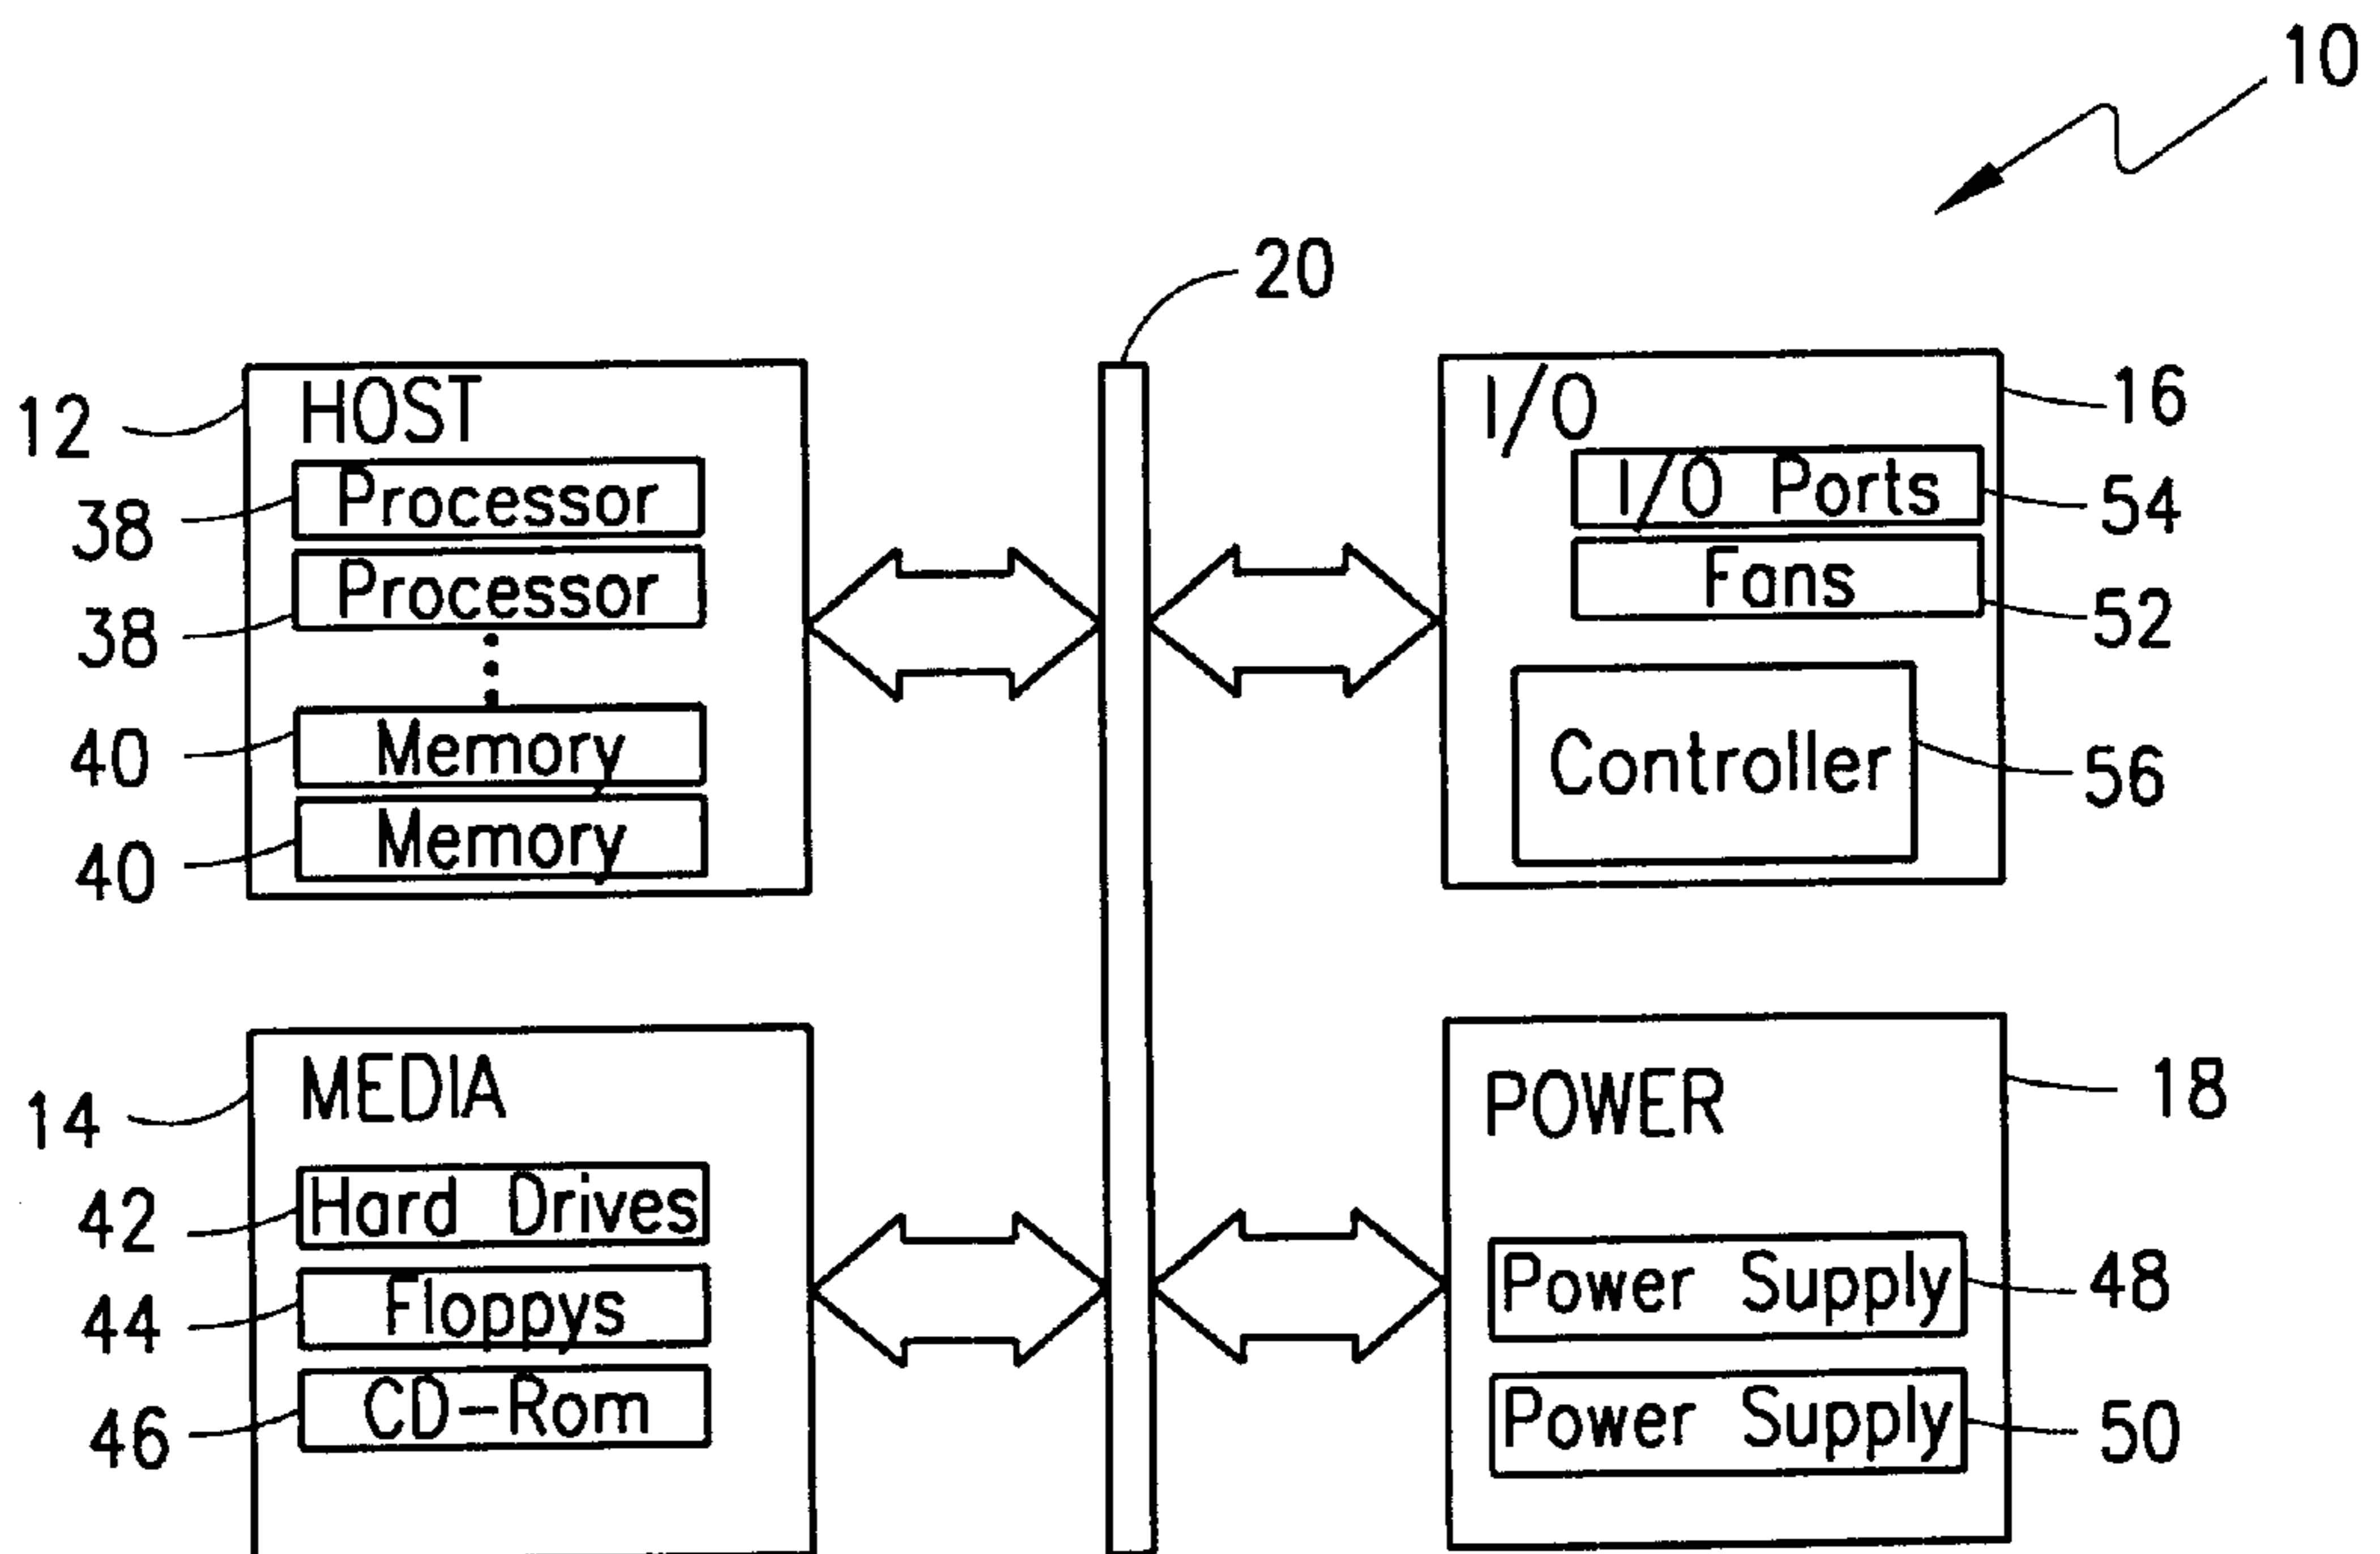 10
20
12
HOST
38
Processor
38
Processor
40
Memory
40
Memory
16
I/O
I/O Ports
54
Fans
52
Controller
56
14
MEDIA
42
Hard Drives
44
Floppys
46
CD-Rom
18
POWER
Power Supply
48
Power Supply
50